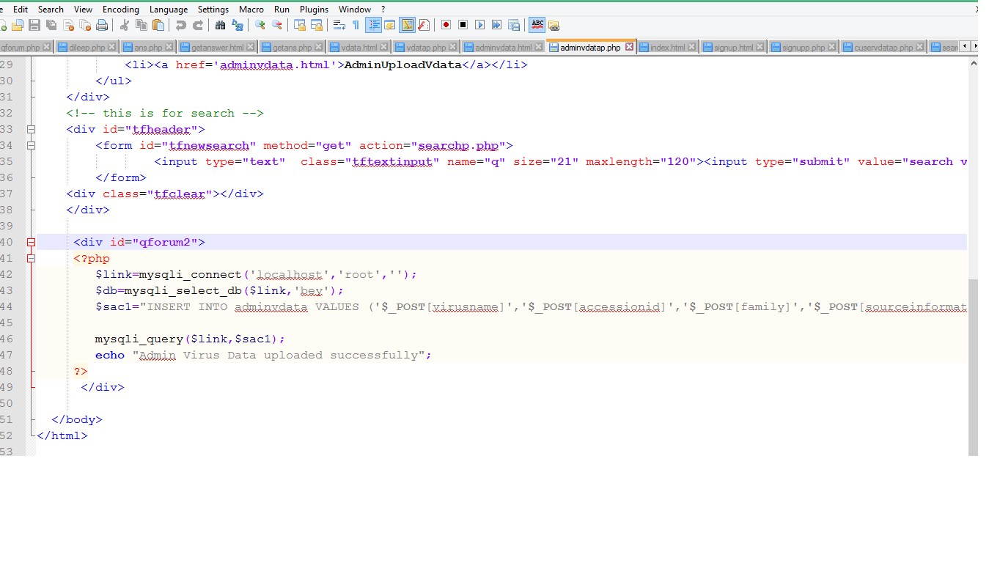 e Edit Search View Encoding Language Settings Macro Run Plugins Window ? X
qforum.php dileep.php ans.php getanswer.html getans.php vdata.html vdatap.php adminvdata.html adminvdatap.php index.html signup.html signupp.php cuservdatap.php sear
29 <li><a href='adminvdata.html'>AdminUploadVdata</a></li>
30 </ul>
31 </div>
32 <!-- this is for search -->
33 <div id="tfheader">
34 <form id="tfnewsearch" method="get" action="searchp.php">
35 <input type="text"  class="tftextinput" name="q" size="21" maxlength="120"><input type="submit" value="search v
36 </form>
37 <div class="tfclear"></div>
38 </div>
39
40 <div id="qforum2">
41 <?php
42 $link=mysqli_connect('localhost','root','');
43 $db=mysqli_select_db($link,'bey');
44 $sac1="INSERT INTO adminvdata VALUES ('$_POST[virusname]','$_POST[accessionid]','$_POST[family]','$_POST[sourceinformat
45
46 mysqli_query($link,$sac1);
47 echo "Admin Virus Data uploaded successfully";
48 ?>
49 </div>
50
51 </body>
52 </html>
53